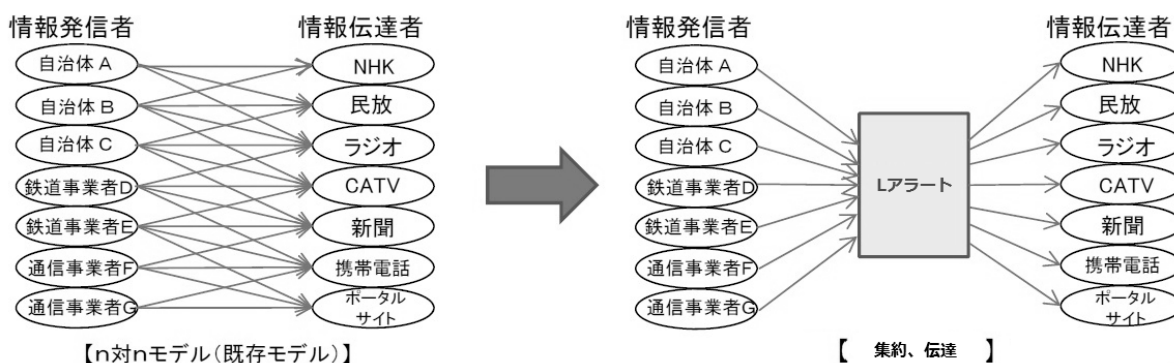 情報発信者
自治体A
自治体B
自治体C
鉄道事業者D
鉄道事業者E
通信事業者F
通信事業者G
情報伝達者
NHK
民放
ラジオ
CATV
新聞
携帯電話
ポータル
サイト
【n対nモデル(既存モデル)】
情報発信者
自治体A
自治体B
自治体C
鉄道事業者D
鉄道事業者E
通信事業者F
通信事業者G
Lアラート
情報伝達者
NHK
民放
ラジオ
CATV
新聞
携帯電話
ポータル
サイト
【 集約、伝達 】